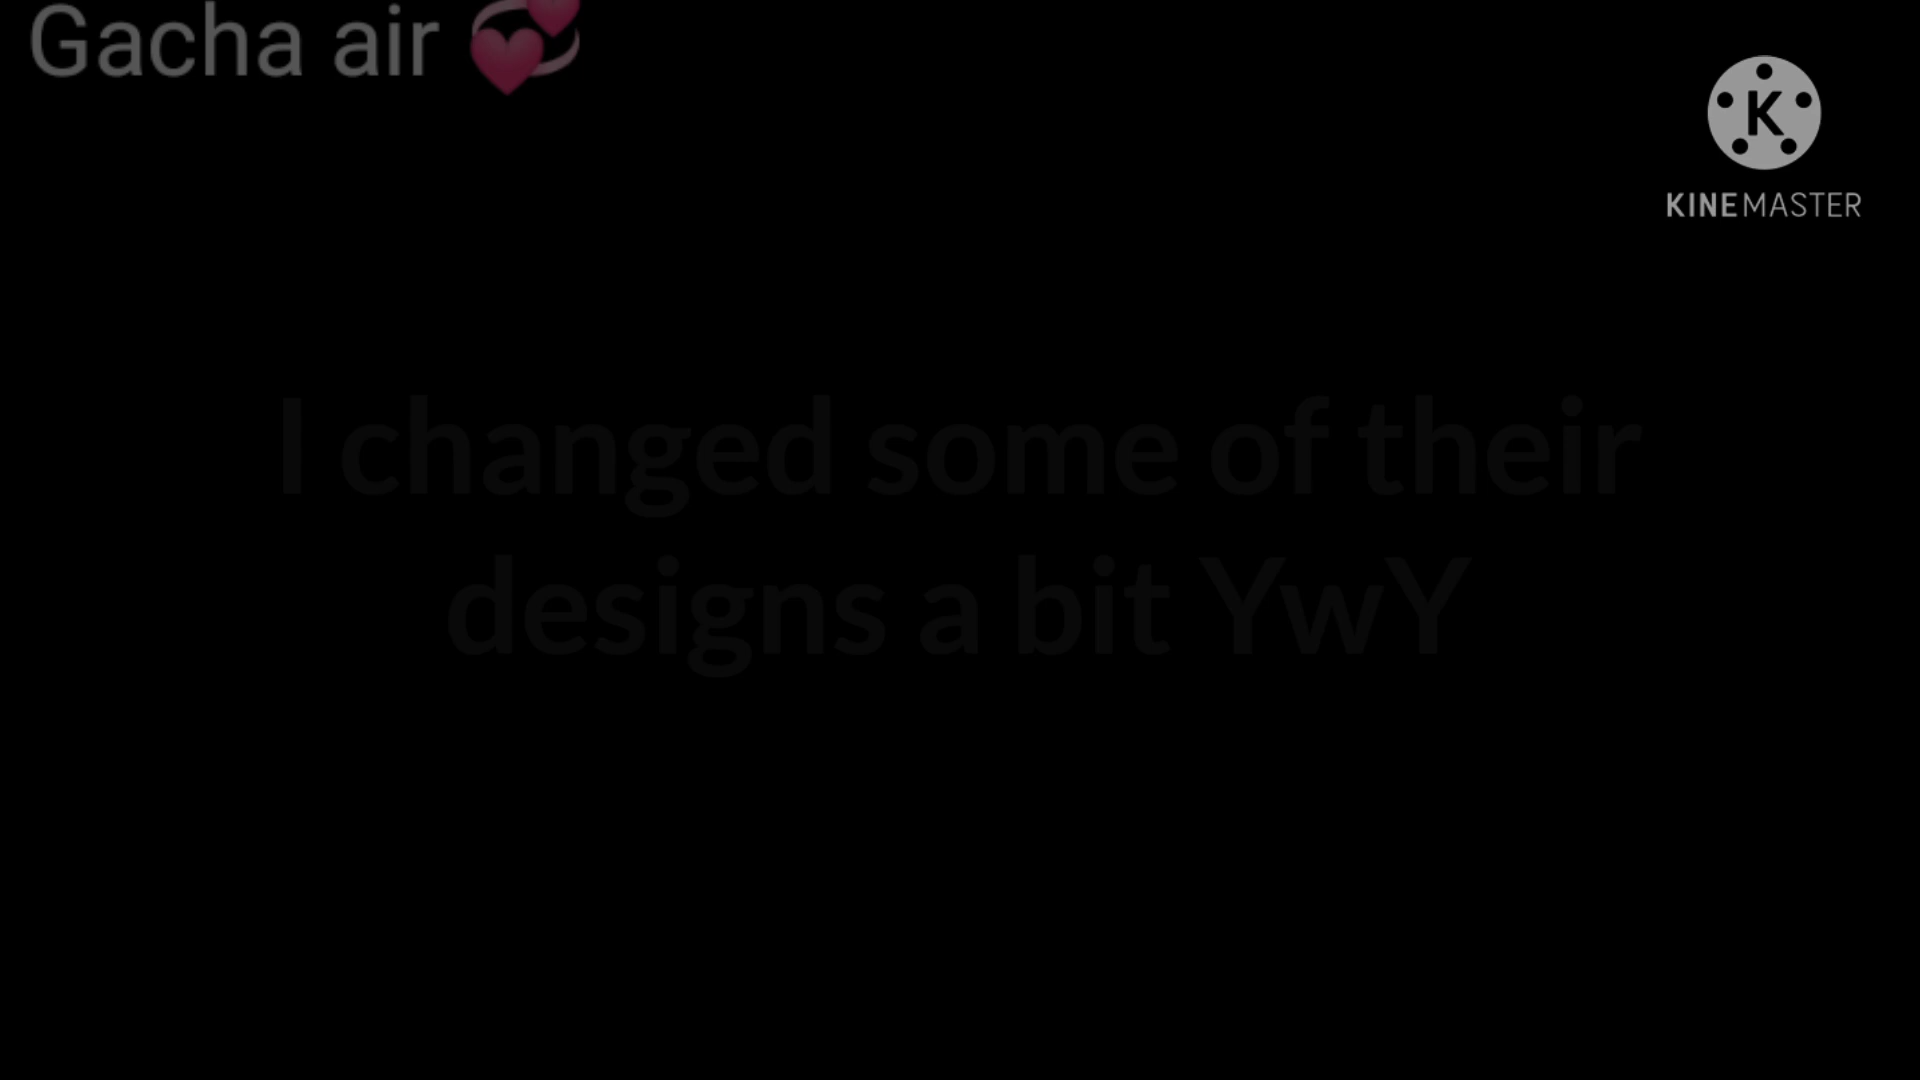 Gacha air 💞
K
KINEMASTER
I changed some of their
designs a bit YwY